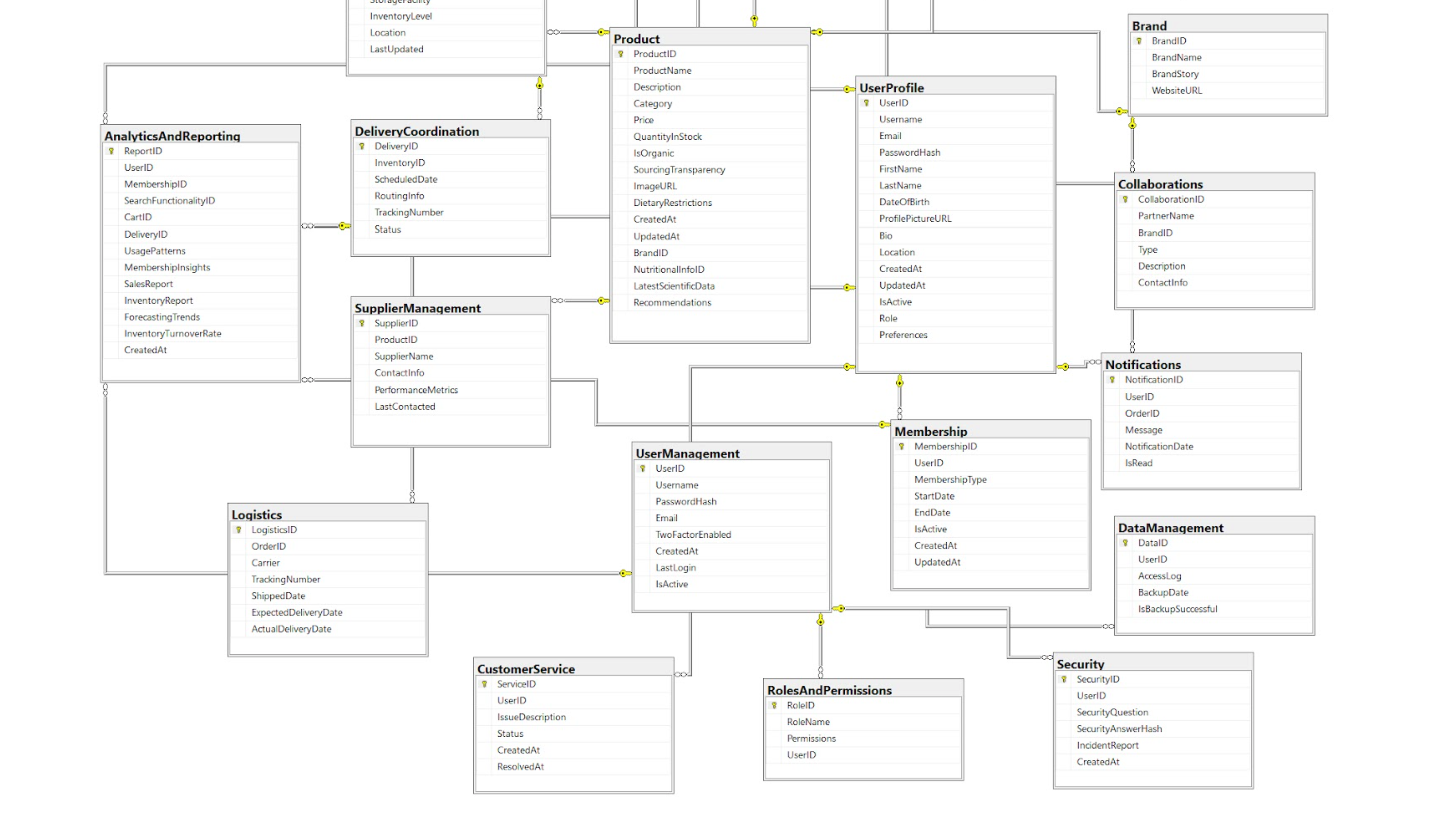 StorageFacility
InventoryLevel
Location
LastUpdated
Product
ProductID
ProductName
Description
Category
Price
QuantityInStock
IsOrganic
SourcingTransparency
ImageURL
DietaryRestrictions
CreatedAt
UpdatedAt
BrandID
NutritionalInfoID
LatestScientificData
Recommendations
Brand
BrandID
BrandName
BrandStory
WebsiteURL
UserProfile
UserID
Username
Email
PasswordHash
FirstName
LastName
DateOfBirth
ProfilePictureURL
Bio
Location
CreatedAt
UpdatedAt
IsActive
Role
Preferences
AnalyticsAndReporting
ReportID
UserID
MembershipID
SearchFunctionalityID
CartID
DeliveryID
UsagePatterns
MembershipInsights
SalesReport
InventoryReport
ForecastingTrends
InventoryTurnoverRate
CreatedAt
DeliveryCoordination
DeliveryID
InventoryID
ScheduledDate
RoutingInfo
TrackingNumber
Status
Collaborations
CollaborationID
PartnerName
BrandID
Type
Description
ContactInfo
SupplierManagement
SupplierID
ProductID
SupplierName
ContactInfo
PerformanceMetrics
LastContacted
Notifications
NotificationID
UserID
OrderID
Message
NotificationDate
IsRead
Membership
MembershipID
UserID
MembershipType
StartDate
EndDate
IsActive
CreatedAt
UpdatedAt
UserManagement
UserID
Username
PasswordHash
Email
TwoFactorEnabled
CreatedAt
LastLogin
IsActive
Logistics
LogisticsID
OrderID
Carrier
TrackingNumber
ShippedDate
ExpectedDeliveryDate
ActualDeliveryDate
DataManagement
DataID
UserID
AccessLog
BackupDate
IsBackupSuccessful
CustomerService
ServiceID
UserID
IssueDescription
Status
CreatedAt
ResolvedAt
RolesAndPermissions
RoleID
RoleName
Permissions
UserID
Security
SecurityID
UserID
SecurityQuestion
SecurityAnswerHash
IncidentReport
CreatedAt